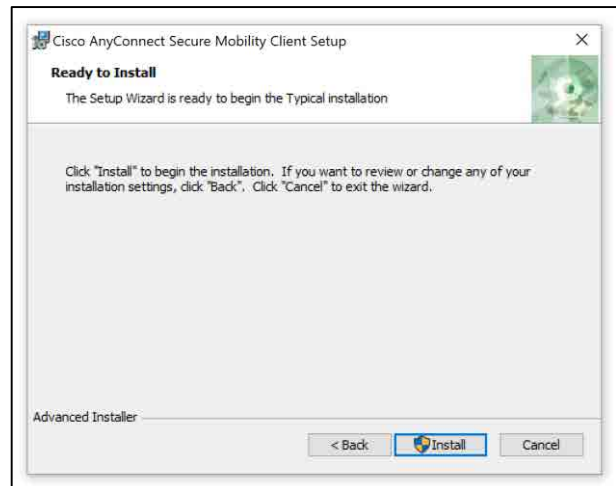 Cisco AnyConnect Secure Mobility Client Setup
Ready to Install
The Setup Wizard is ready to begin the Typical installation
Click "Install" to begin the installation. If you want to review or change any of your
installation settings, click "Back". Click "Cancel" to exit the wizard.
Advanced Installer
< Back Install Cancel